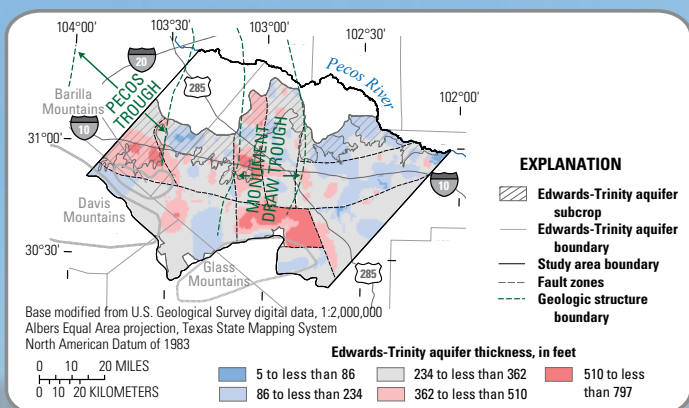 104°00'
103°30'
103°00'
102°30'
20
285
Pecos River
Barilla
Mountains
PECOS
TROUGH
102°00'
10
31°00'
MONUMENT
DRAW TROUGH
10
Davis
Mountains
30°30'
Glass
Mountains
285
EXPLANATION
Edwards-Trinity aquifer
subcrop
Edwards-Trinity aquifer
boundary
Study area boundary
Fault zones
Geologic structure
boundary
Base modified from U.S. Geological Survey digital data, 1:2,000,000
Albers Equal Area projection, Texas State Mapping System
North American Datum of 1983
0 10 20 MILES
0 10 20 KILOMETERS
Edwards-Trinity aquifer thickness, in feet
5 to less than 86
234 to less than 362
510 to less
than 797
86 to less than 234
362 to less than 510